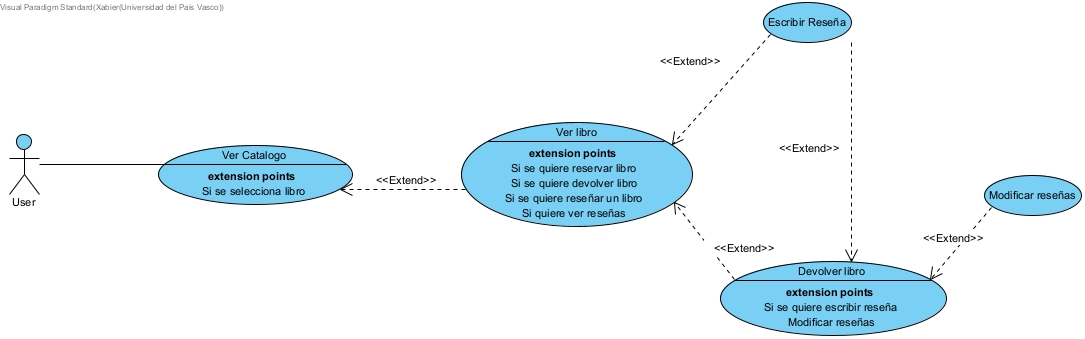 Visual Paradigm Standard(Xabier(Universidad del Pais Vasco))
Escribir Reseña
<<Extend>>
Ver libro
extension points
Si se quiere reservar libro
Si se quiere devolver libro
Si se quiere reseñar un libro
Si quiere ver reseñas
<<Extend>>
Ver Catalogo
extension points
Si se selecciona libro
<<Extend>>
User
Modificar reseñas
<<Extend>>
<<Extend>>
Devolver libro
extension points
Si se quiere escribir reseña
Modificar reseñas